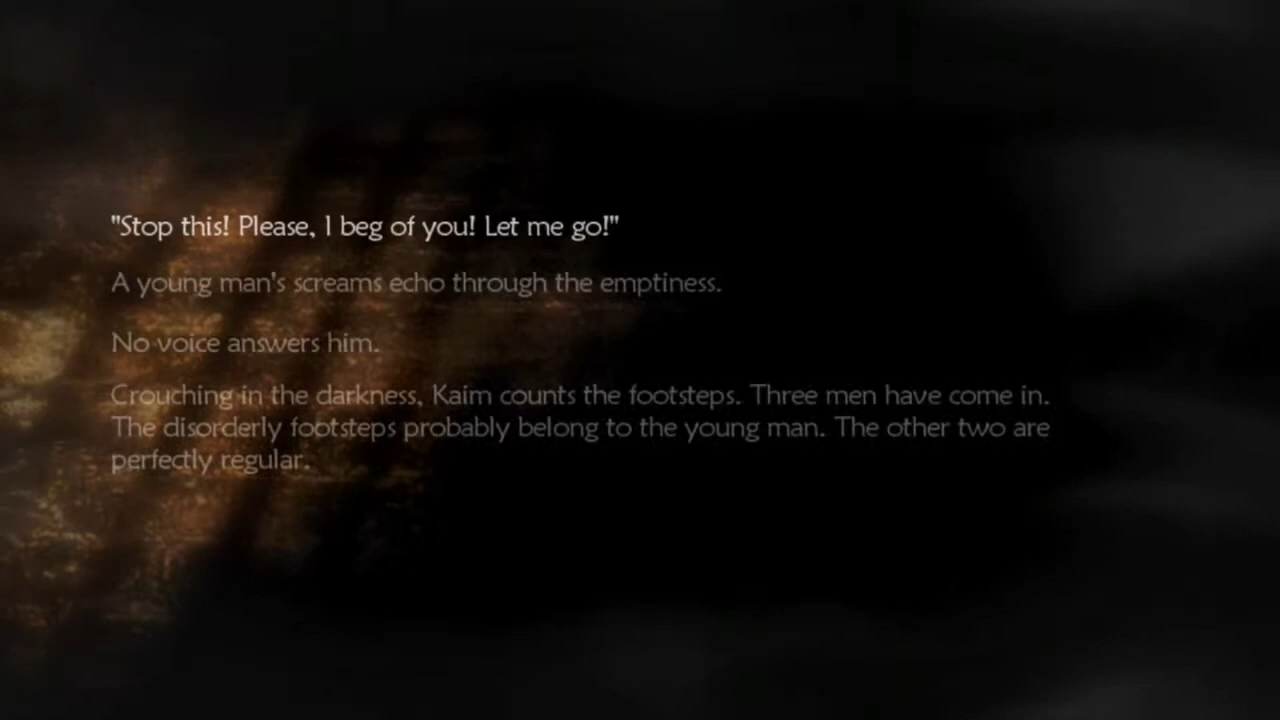 "Stop this! Please, I beg of you! Let me go!"
A young man's screams echo through the emptiness.
No voice answers him.
Crouching in the darkness, Kaim counts the footsteps. Three men have come in.
The disorderly footsteps probably belong to the young man. The other two are
perfectly regular.